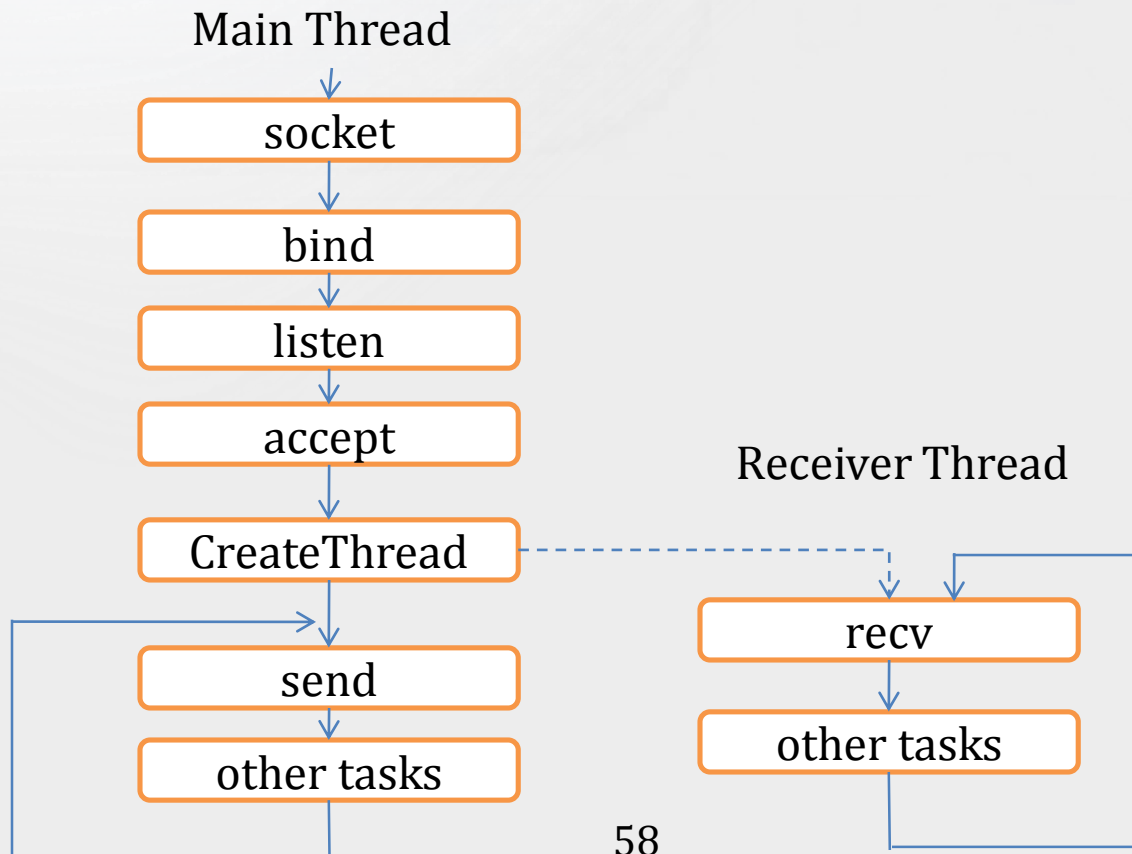 Main Thread
socket
bind
listen
accept
CreateThread
send
other tasks
Receiver Thread
recv
other tasks
58